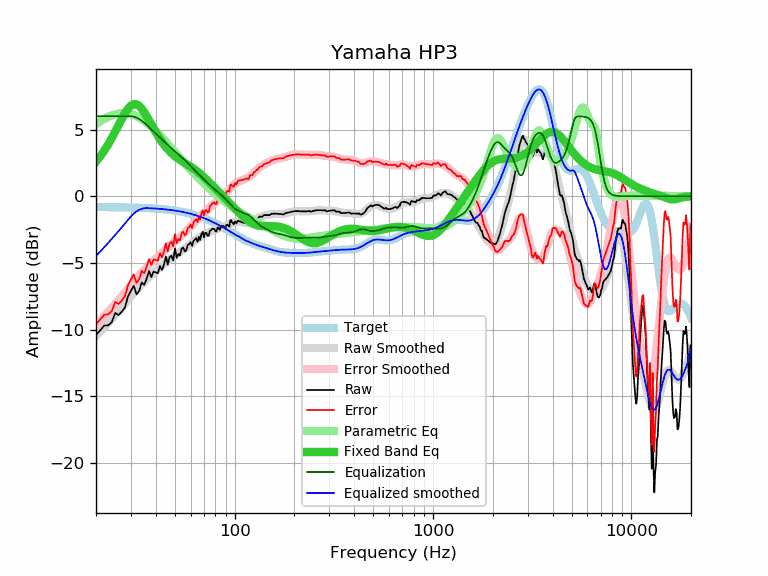 Yamaha HP3
Amplitude (dBr)
5
0
−5
−10
−15
−20
Target
Raw Smoothed
Error Smoothed
Raw
Error
Parametric Eq
Fixed Band Eq
Equalization
Equalized smoothed
100
1000
10000
Frequency (Hz)